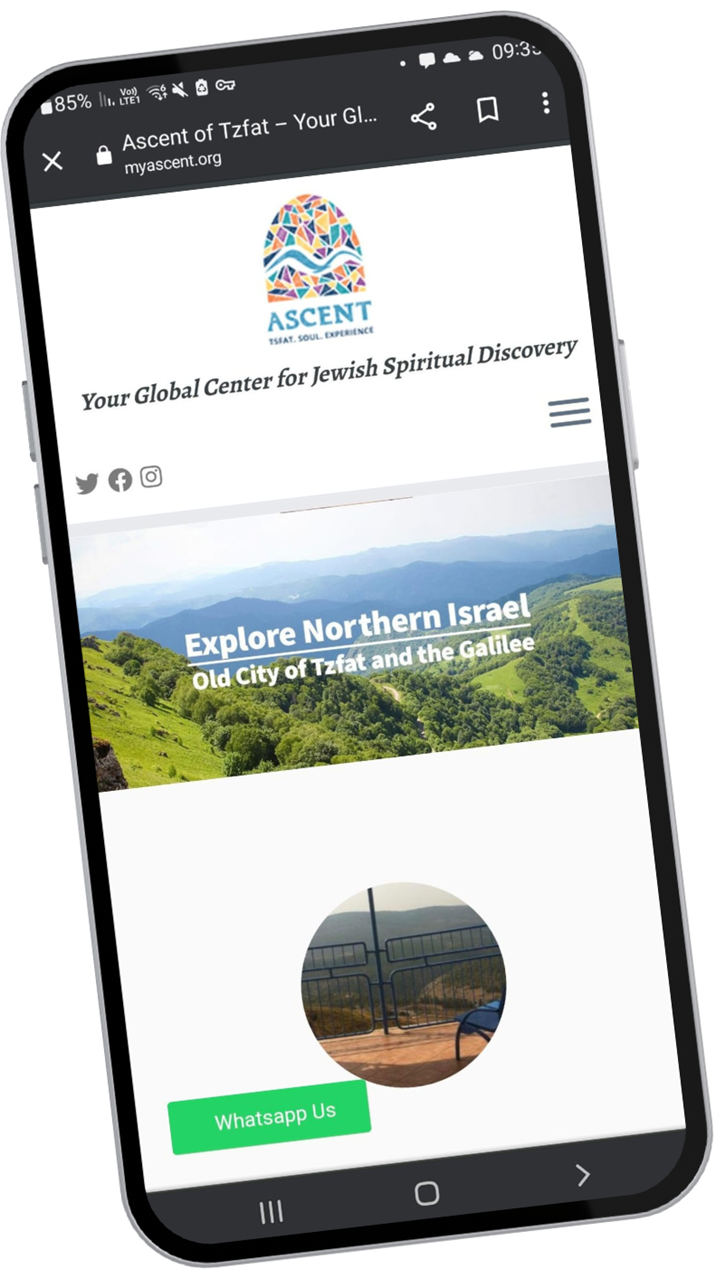 85% Vo)) LTE1 09:3
Ascent of Tzfat – Your Gl...
myascent.org
ASCENT
TSFAT. SOUL. EXPERIENCE
Your Global Center for Jewish Spiritual Discovery
Explore Northern Israel
Old City of Tzfat and the Galilee
Whatsapp Us